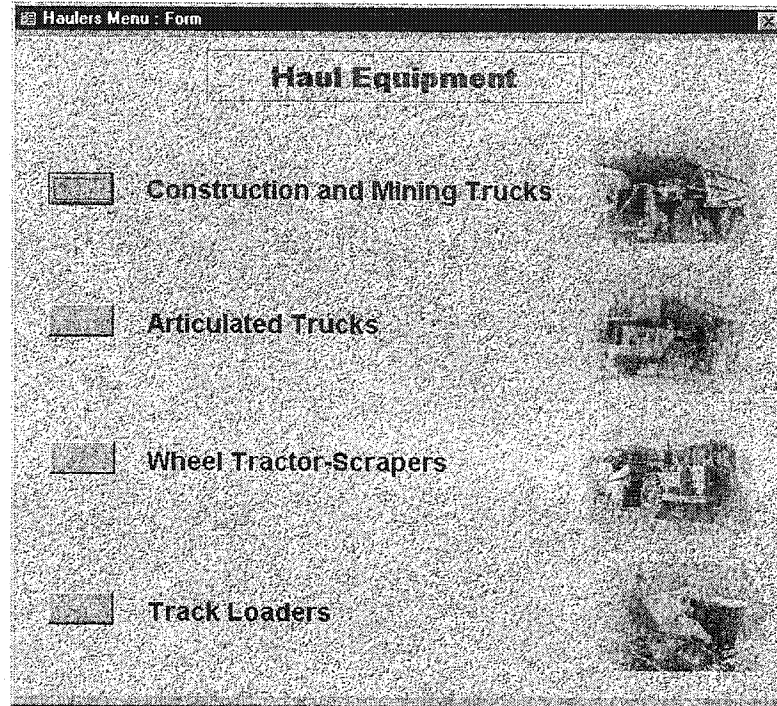 Haulers Menu : Form
Haul Equipment
Construction and Mining Trucks
Articulated Trucks
Wheel Tractor-Scrapers
Track Loaders